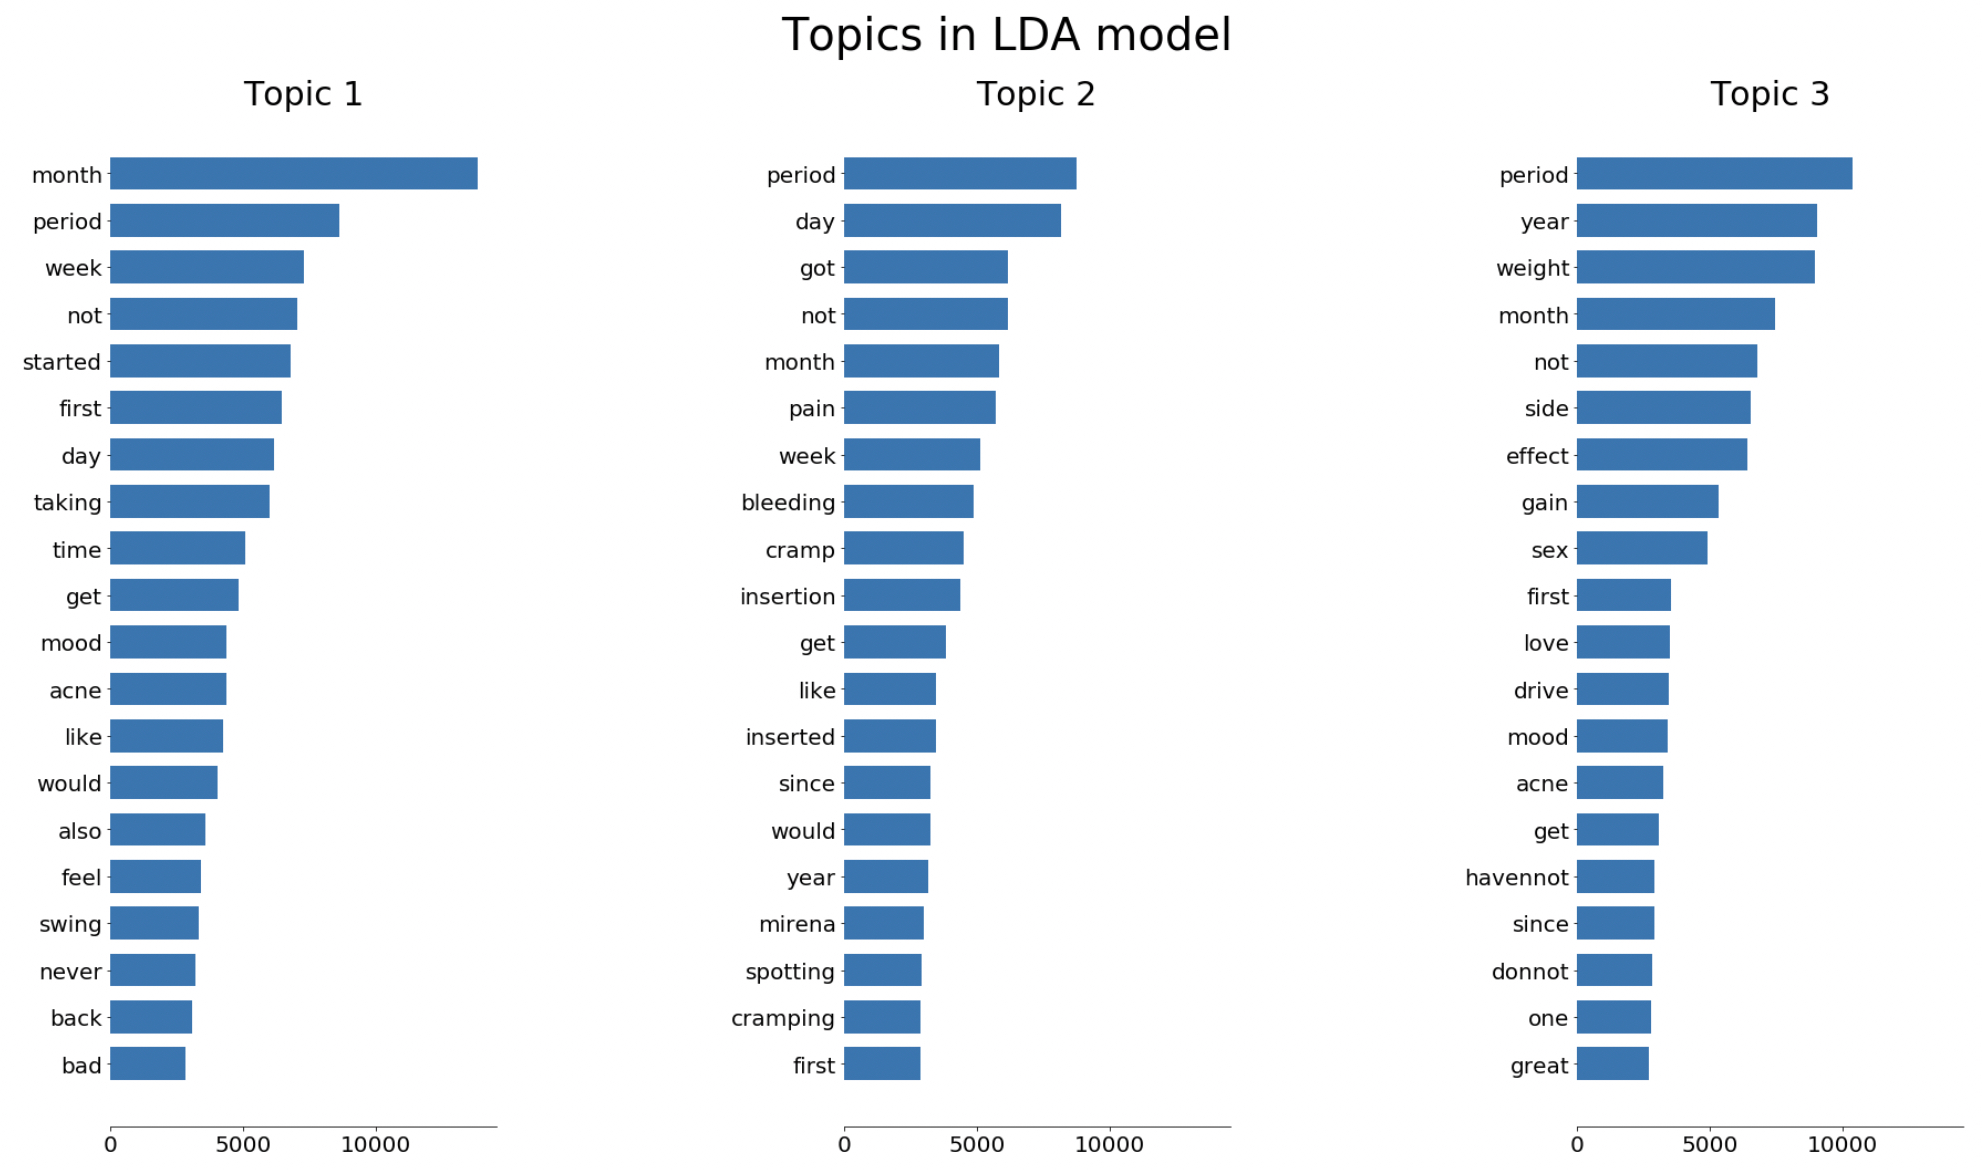 Topics in LDA model
Topic 1
month
period
week
not
started
first
day
taking
time
get
mood
acne
like
would
also
feel
swing
never
back
bad
0 5000 10000
Topic 2
period
day
got
not
month
pain
week
bleeding
cramp
insertion
get
like
inserted
since
would
year
mirena
spotting
cramping
first
0 5000 10000
Topic 3
period
year
weight
month
not
side
effect
gain
sex
first
love
drive
mood
acne
get
havennot
since
donnot
one
great
0 5000 10000